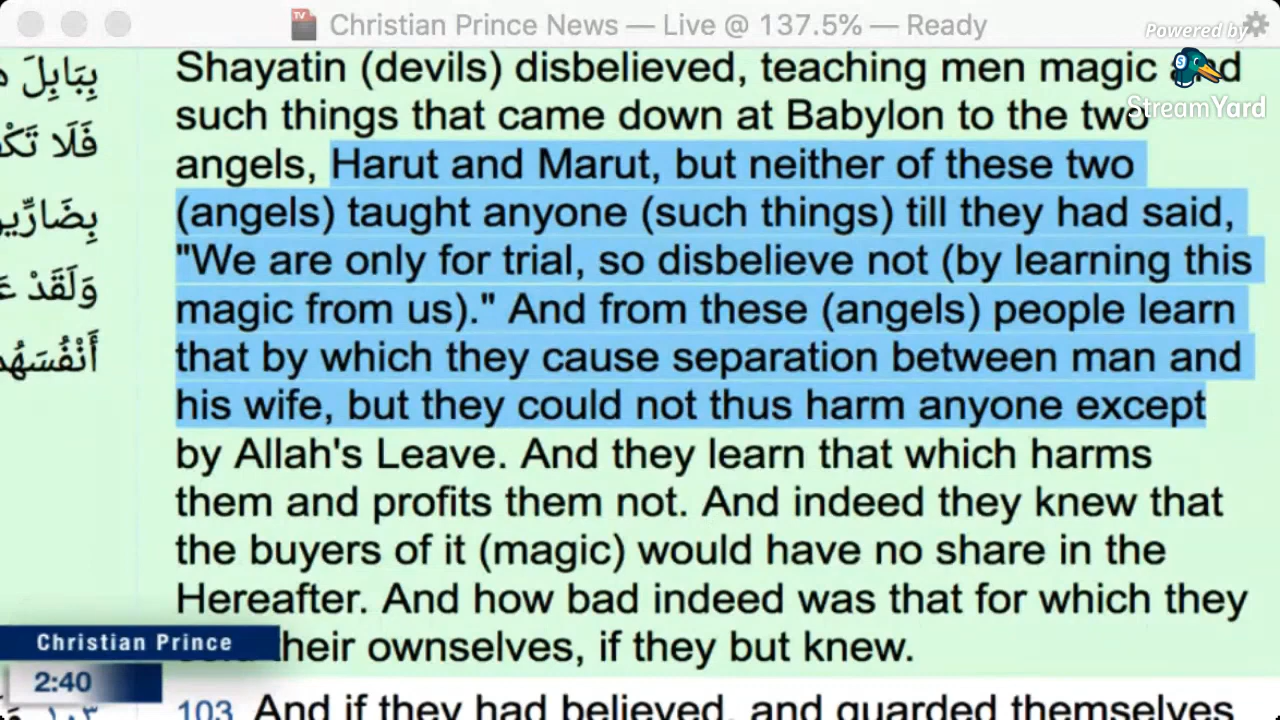 Christian Prince News — Live @ 137.5% — Ready
Powered by
StreamYard
Shayatin (devils) disbelieved, teaching men magic and
such things that came down at Babylon to the two
angels, Harut and Marut, but neither of these two
(angels) taught anyone (such things) till they had said,
"We are only for trial, so disbelieve not (by learning this
magic from us)." And from these (angels) people learn
that by which they cause separation between man and
his wife, but they could not thus harm anyone except
by Allah's Leave. And they learn that which harms
them and profits them not. And indeed they knew that
the buyers of it (magic) would have no share in the
Hereafter. And how bad indeed was that for which they
their ownselves, if they but knew.
103 And if they had believed, and guarded themselves
بِبَابِلَ
فَلَا
وَلَقَدْ
Christian Prince
2:40
١٠٣